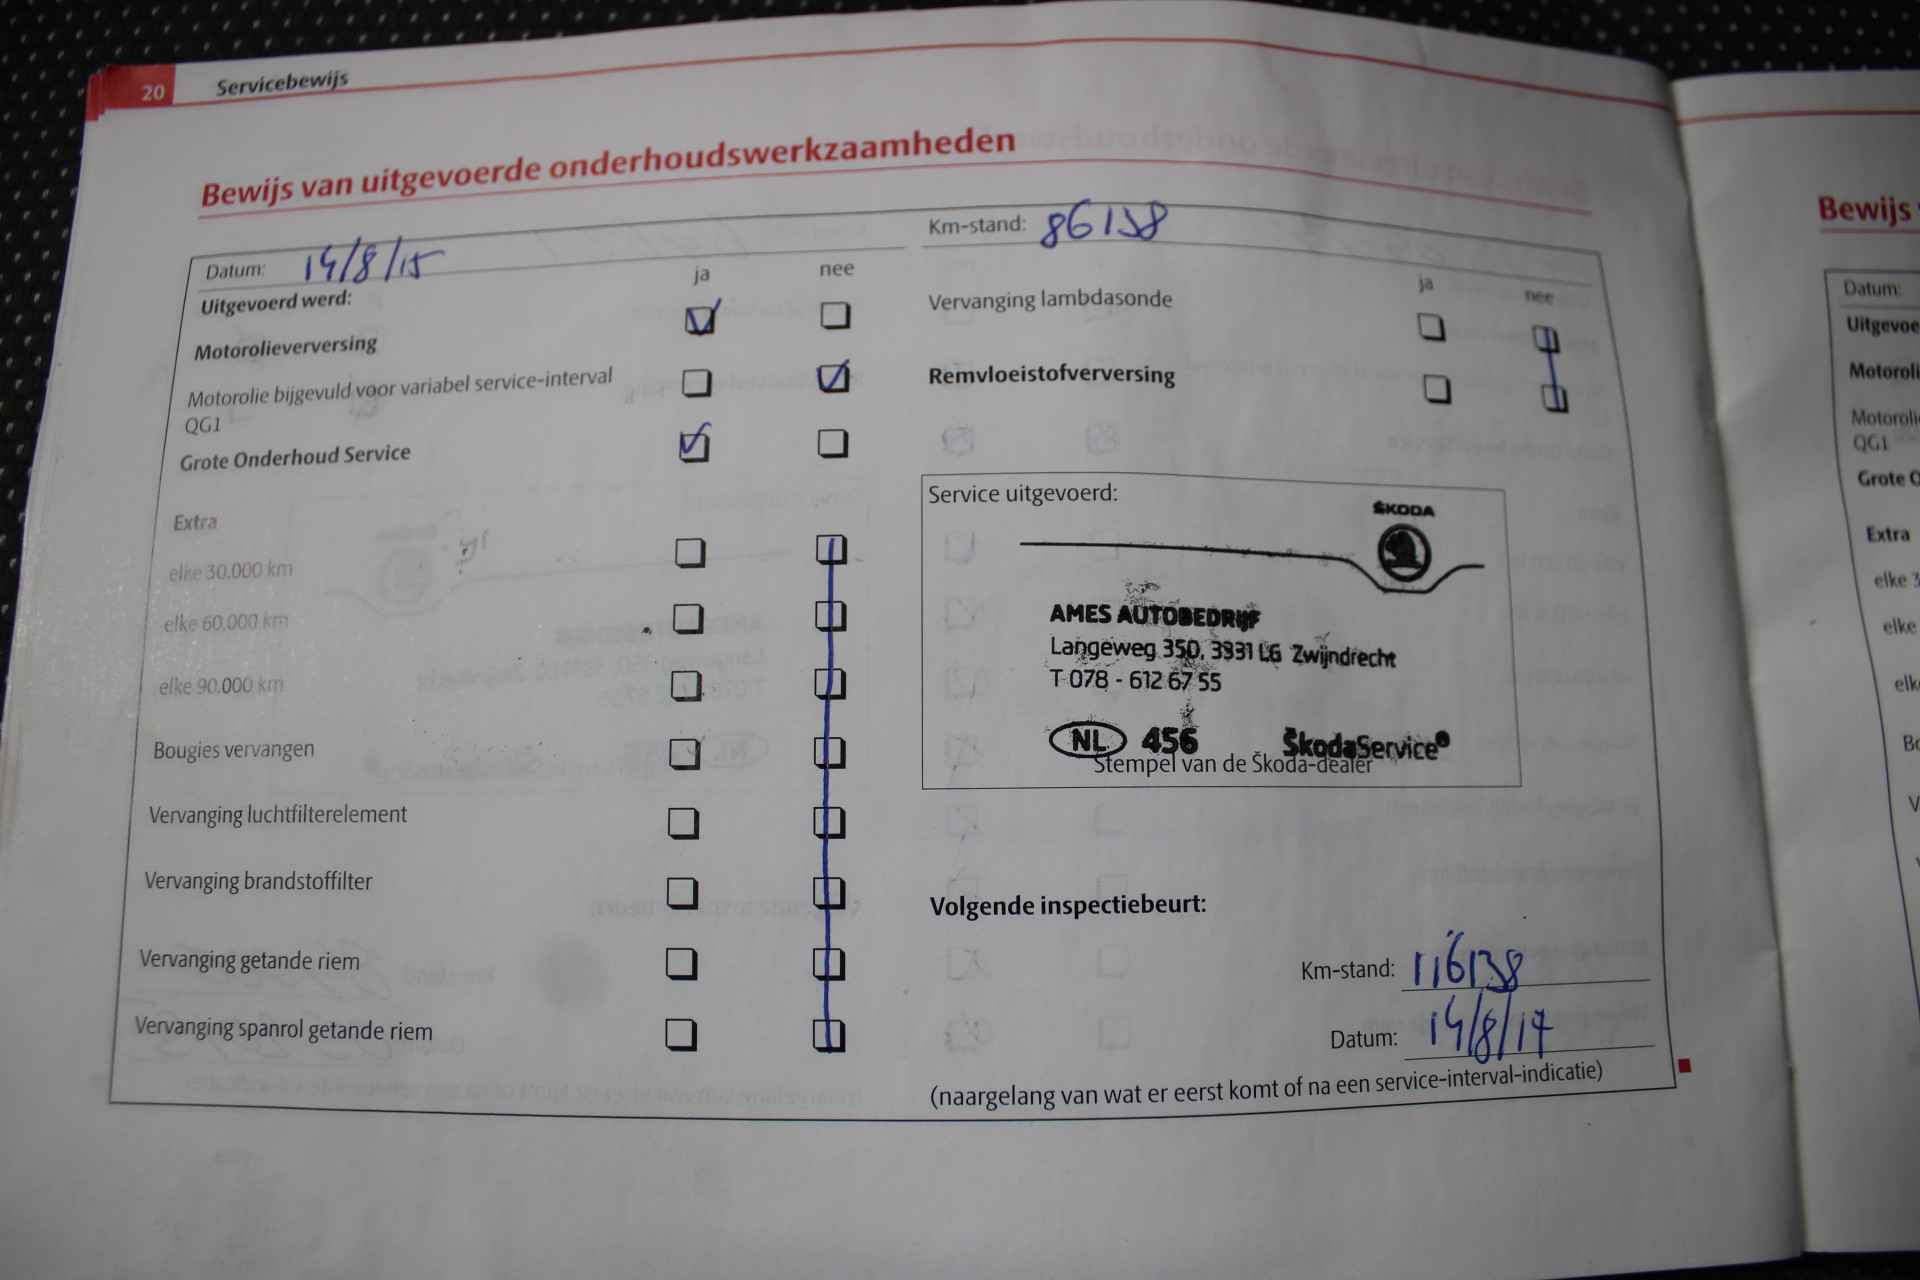 20 Servicebewijs
Bewijs van uitgevoerde onderhoudswerkzaamheden
Datum: 14/8/15
Km-stand: 86138
ja nee
Uitgevoerd werd:
Motorolieverversing
Motorolie bijgevuld voor variabel service-interval
QG1
Grote Onderhoud Service
Extra
elke 30.000 km
elke 60.000 km
elke 90.000 km
Bougies vervangen
Vervanging luchtfilterelement
Vervanging brandstoffilter
Vervanging getande riem
Vervanging spanrol getande riem
ja nee
Vervanging lambdasonde
Remvloeistofverversing
Service uitgevoerd:
ŠKODA
AMES AUTOBEDRIJF
Langeweg 350, 3331 LG Zwijndrecht
T 078 - 612 67 55
NL 456 ŠkodaService
Stempel van de Škoda-dealer
Volgende inspectiebeurt:
Km-stand: 116138
Datum: 14/8/17
(naargelang van wat er eerst komt of na een service-interval-indicatie)
Bewijs
Datum:
Uitgevoe
Motoroli
Motoroli
QG1
Grote O
Extra
elke 3
elke
elk
Bo
V